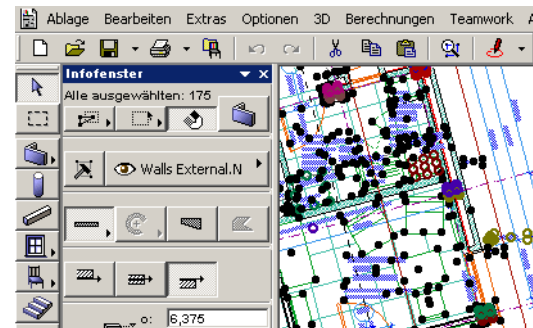 Ablage Bearbeiten Extras Optionen 3D Berechnungen Teamwork A
Infofenster
Alle ausgewählten: 175
Walls External.N
o: 6,375